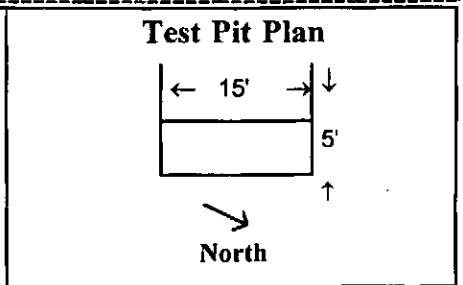 Test Pit Plan
← 15' → ↓
5'
↑
North